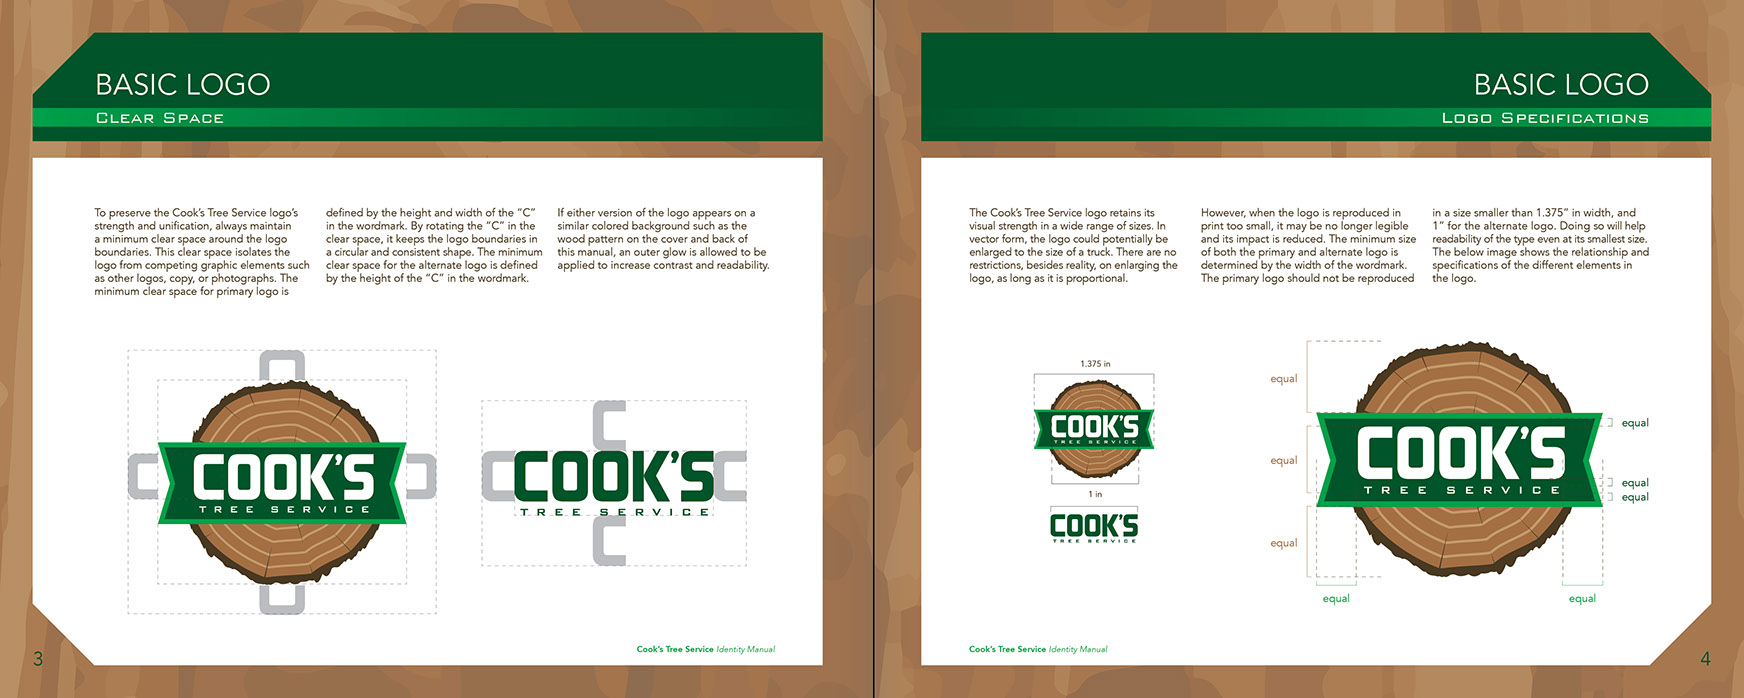 BASIC LOGO
CLEAR SPACE
To preserve the Cook's Tree Service logo's
strength and unification, always maintain
a minimum clear space around the logo
boundaries. This clear space isolates the
logo from competing graphic elements such
as other logos, copy, or photographs. The
minimum clear space for primary logo is
defined by the height and width of the "C"
in the wordmark. By rotating the "C" in the
clear space, it keeps the logo boundaries in
a circular and consistent shape. The minimum
clear space for the alternate logo is defined
by the height of the "C" in the wordmark.
If either version of the logo appears on a
similar colored background such as the
wood pattern on the cover and back of
this manual, an outer glow is allowed to be
applied to increase contrast and readability.
COOK'S
TREE SERVICE
COOK'S
TREE SERVICE
Cook's Tree Service Identity Manual
3
BASIC LOGO
LOGO SPECIFICATIONS
The Cook's Tree Service logo retains its
visual strength in a wide range of sizes. In
vector form, the logo could potentially be
enlarged to the size of a truck. There are no
restrictions, besides reality, on enlarging the
logo, as long as it is proportional.
However, when the logo is reproduced in
print too small, it may be no longer legible
and its impact is reduced. The minimum size
of both the primary and alternate logo is
determined by the width of the wordmark.
The primary logo should not be reproduced
in a size smaller than 1.375" in width, and
1" for the alternate logo. Doing so will help
readability of the type even at its smallest size.
The below image shows the relationship and
specifications of the different elements in
the logo.
1.375 in
COOK'S
TREE SERVICE
1 in
COOK'S
TREE SERVICE
equal
equal
equal
COOK'S
TREE SERVICE
equal
equal
equal
equal
equal
Cook's Tree Service Identity Manual
4